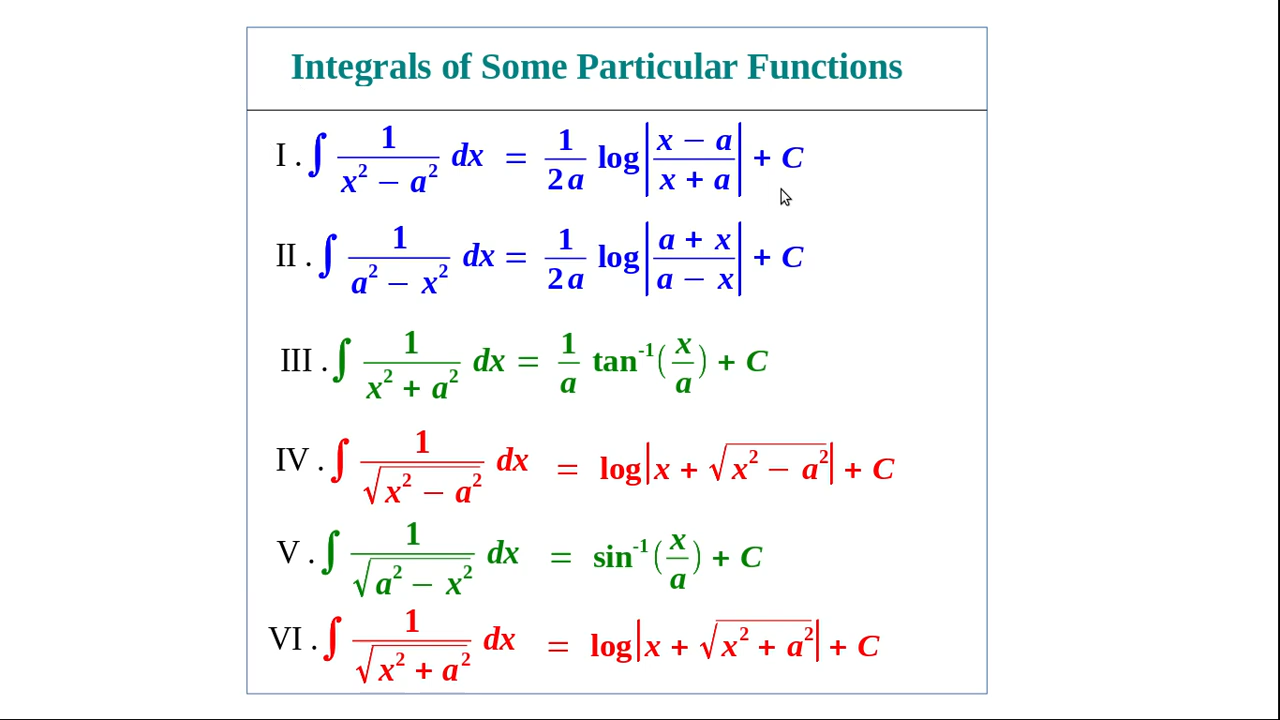 Integrals of Some Particular Functions
I . ∫ 1/(x² − a²) dx = 1/(2a) log|(x − a)/(x + a)| + C
II . ∫ 1/(a² − x²) dx = 1/(2a) log|(a + x)/(a − x)| + C
III . ∫ 1/(x² + a²) dx = 1/a tan⁻¹(x/a) + C
IV . ∫ 1/√(x² − a²) dx = log|x + √(x² − a²)| + C
V . ∫ 1/√(a² − x²) dx = sin⁻¹(x/a) + C
VI . ∫ 1/√(x² + a²) dx = log|x + √(x² + a²)| + C